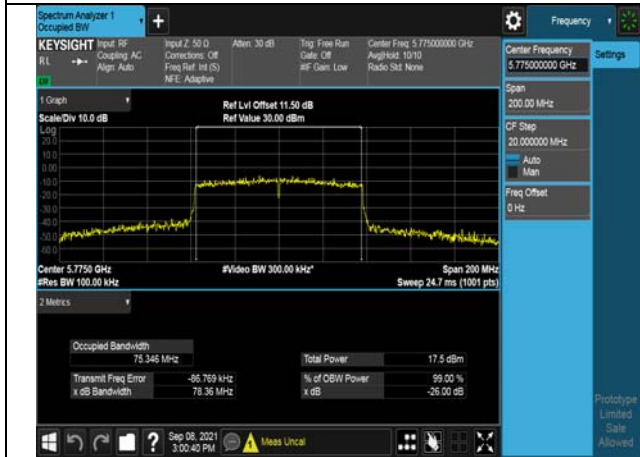 Spectrum Analyzer 1
Occupied BW
Frequency
KEYSIGHT
RL
Input: RF
Coupling: AC
Align: Auto
Input Z: 50 Ω
Corrections: Off
Freq Ref: Int (S)
NFE: Adaptive
Atten: 30 dB
Trig: Free Run
Gate: Off
#IF Gain: Low
Center Freq: 5.775000000 GHz
Avg|Hold: 10/10
Radio Std: None
Center Frequency
5.775000000 GHz
Settings
Span
200.00 MHz
CF Step
20.000000 MHz
Auto
Man
Freq Offset
0 Hz
1 Graph
Scale/Div 10.0 dB
Ref Lvl Offset 11.50 dB
Ref Value 30.00 dBm
Log
20.0
10.0
0.00
-10.0
-20.0
-30.0
-40.0
-50.0
-60.0
Center 5.7750 GHz
#Res BW 100.00 kHz
#Video BW 300.00 kHz*
Span 200 MHz
Sweep 24.7 ms (1001 pts)
2 Metrics
Occupied Bandwidth
75.346 MHz
Total Power 17.5 dBm
Transmit Freq Error -86.769 kHz
% of OBW Power 99.00 %
x dB Bandwidth 78.36 MHz
x dB -26.00 dB
Sep 08, 2021
3:00:40 PM
Meas Uncal
Prototype
Limited
Sale
Allowed